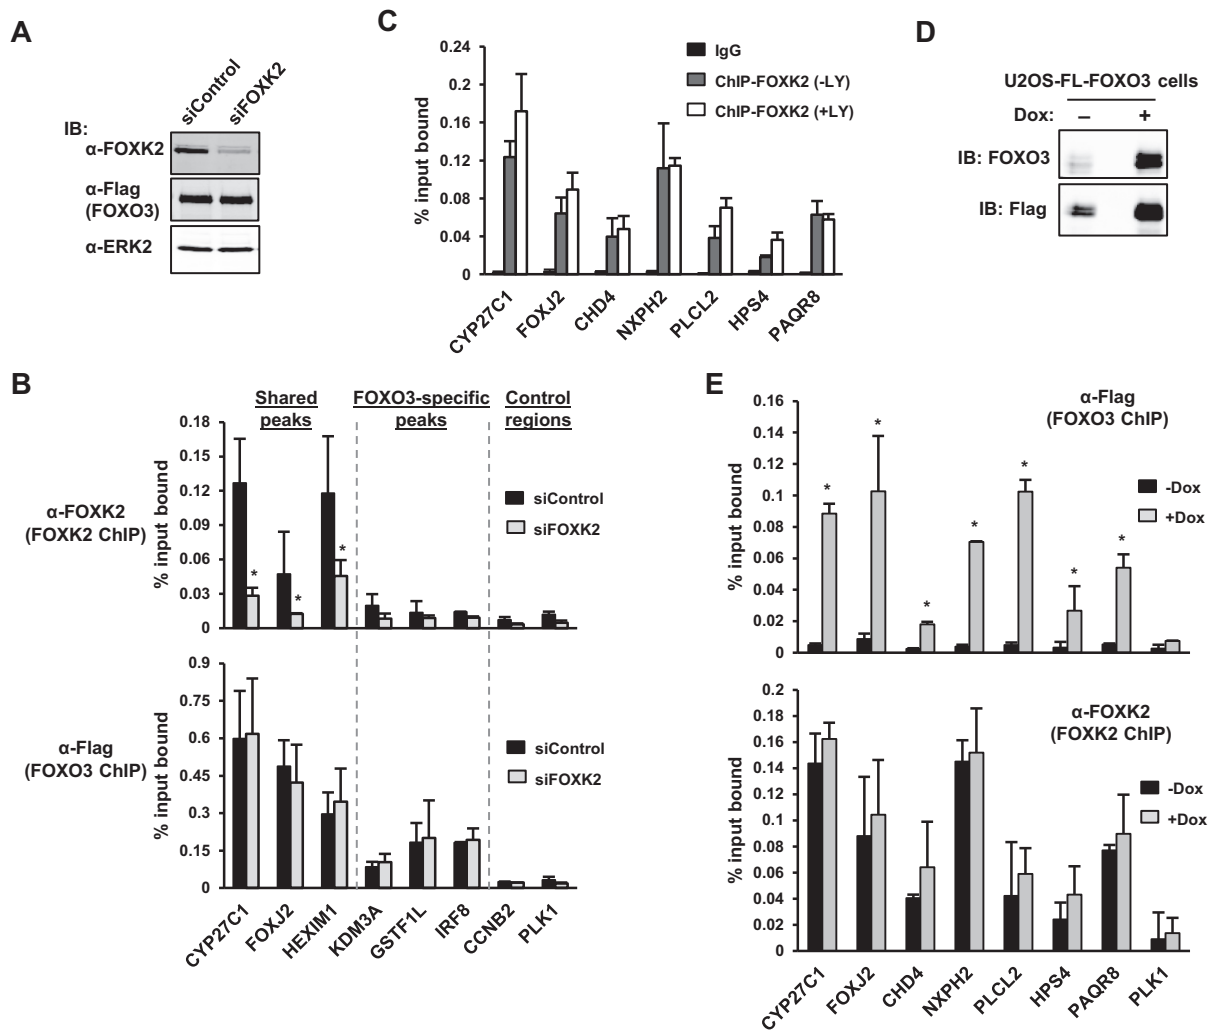 A
siControl
siFOXK2
IB:
α-FOXK2
α-Flag
(FOXO3)
α-ERK2
C
0.24
0.2
0.16
0.12
0.08
0.04
0
% input bound
IgG
ChIP-FOXK2 (-LY)
ChIP-FOXK2 (+LY)
CYP27C1
FOXJ2
CHD4
NXPH2
PLCL2
HPS4
PAQR8
D
U2OS-FL-FOXO3 cells
Dox: – +
IB: FOXO3
IB: Flag
B
Shared
peaks
FOXO3-specific
peaks
Control
regions
α-FOXK2
(FOXK2 ChIP)
% input bound
0.18
0.15
0.12
0.09
0.06
0.03
0
siControl
siFOXK2
* * *
α-Flag
(FOXO3 ChIP)
% input bound
0.9
0.75
0.6
0.45
0.3
0.15
0
siControl
siFOXK2
CYP27C1
FOXJ2
HEXIM1
KDM3A
GSTF1L
IRF8
CCNB2
PLK1
E
α-Flag
(FOXO3 ChIP)
% input bound
0.16
0.14
0.12
0.1
0.08
0.06
0.04
0.02
0
-Dox
+Dox
* * * * * * *
α-FOXK2
(FOXK2 ChIP)
% input bound
0.2
0.18
0.16
0.14
0.12
0.1
0.08
0.06
0.04
0.02
0
-Dox
+Dox
CYP27C1
FOXJ2
CHD4
NXPH2
PLCL2
HPS4
PAQR8
PLK1